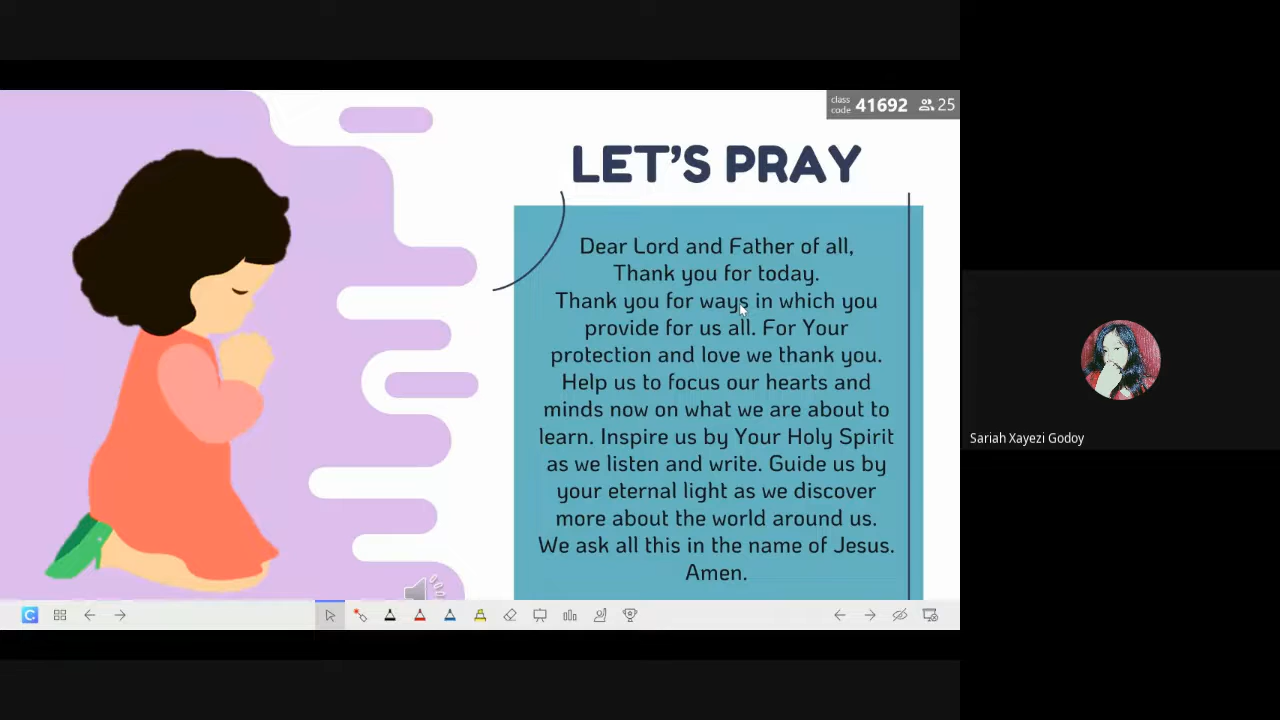 class
code 41692 25
LET'S PRAY
Dear Lord and Father of all,
Thank you for today.
Thank you for ways in which you
provide for us all. For Your
protection and love we thank you.
Help us to focus our hearts and
minds now on what we are about to
learn. Inspire us by Your Holy Spirit
as we listen and write. Guide us by
your eternal light as we discover
more about the world around us.
We ask all this in the name of Jesus.
Amen.
Sariah Xayezi Godoy